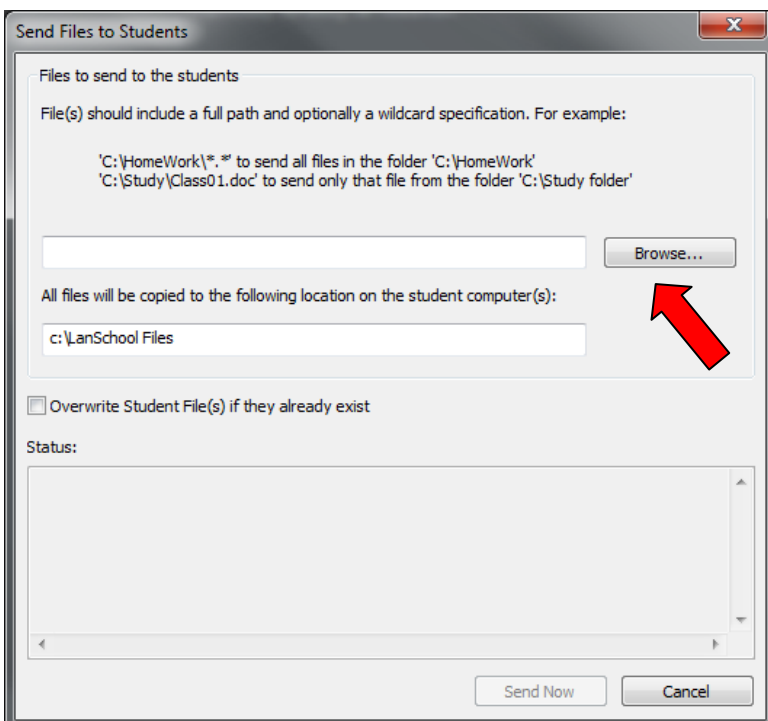 Send Files to Students
Files to send to the students
File(s) should include a full path and optionally a wildcard specification. For example:
'C:\HomeWork\*.*' to send all files in the folder 'C:\HomeWork'
'C:\Study\Class01.doc' to send only that file from the folder 'C:\Study folder'
Browse...
All files will be copied to the following location on the student computer(s):
c:\LanSchool Files
Overwrite Student File(s) if they already exist
Status:
Send Now Cancel